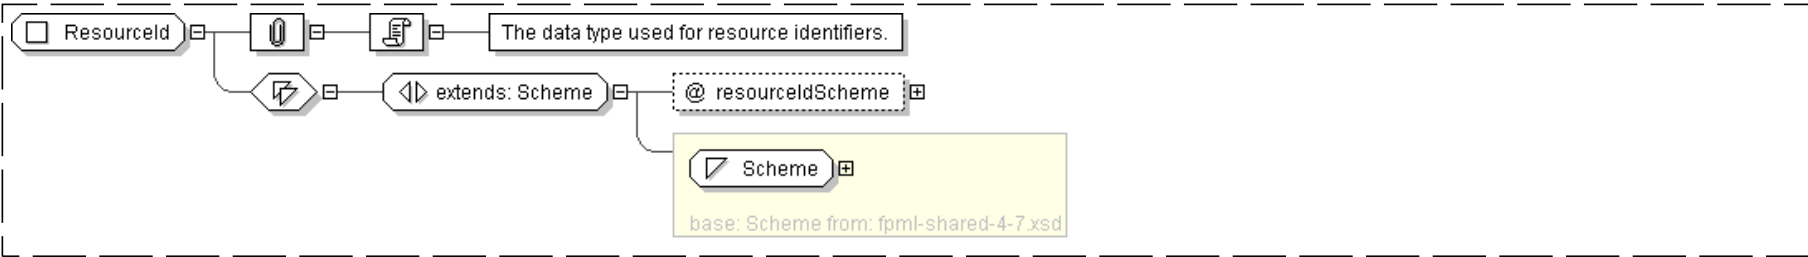 ResourceId
The data type used for resource identifiers.
extends: Scheme
@ resourceIdScheme
Scheme
base: Scheme from: fpml-shared-4-7.xsd